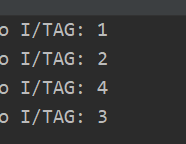 o I/TAG: 1
o I/TAG: 2
o I/TAG: 4
o I/TAG: 3